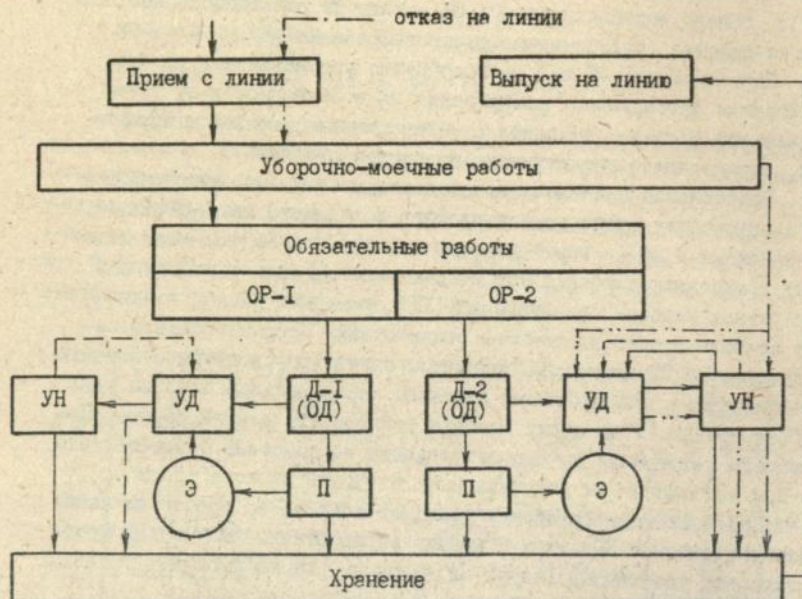 отказ на линии
Прием с линии
Выпуск на линию
Уборочно-моечные работы
Обязательные работы
ОР-I
ОР-2
УН
УД
Д-I
(ОД)
Д-2
(ОД)
УД
УН
Э
П
П
Э
Хранение